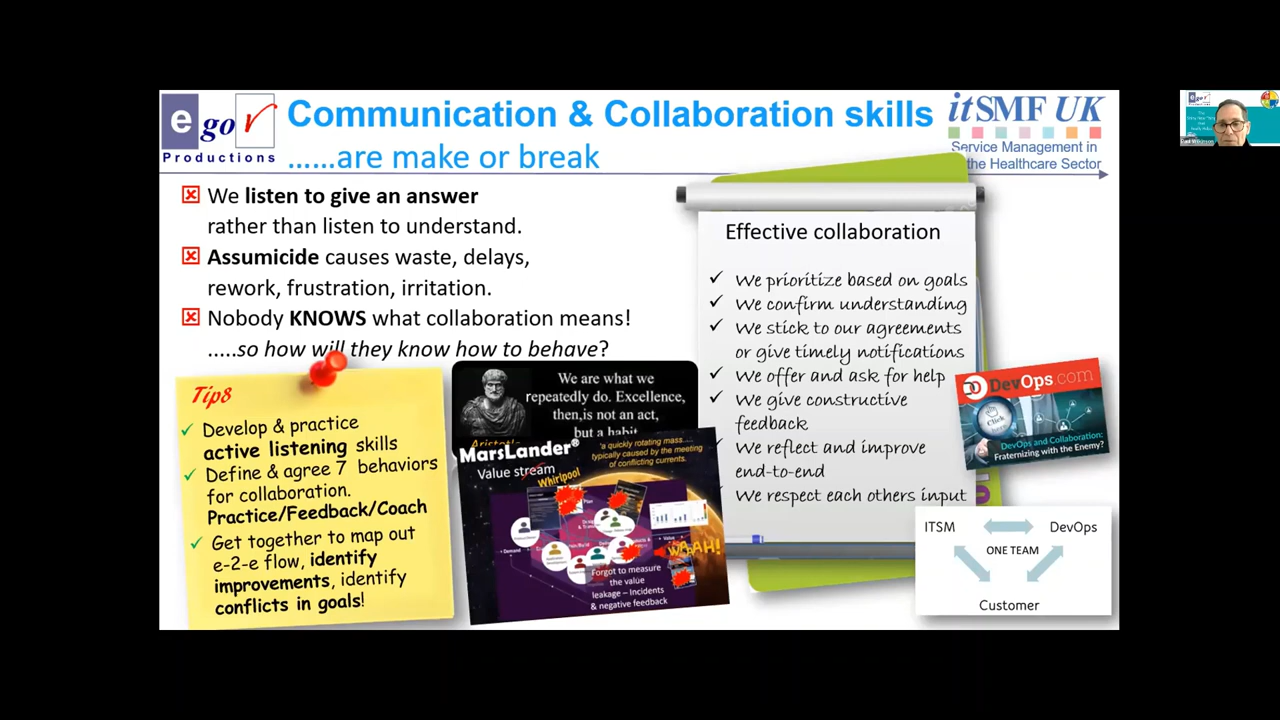 e go r
Productions
Communication & Collaboration skills
......are make or break
itSMF UK
Service Management in
the Healthcare Sector
We listen to give an answer
rather than listen to understand.
Assumicide causes waste, delays,
rework, frustration, irritation.
Nobody KNOWS what collaboration means!
.....so how will they know how to behave?
Tips
Develop & practice
active listening skills
Define & agree 7 behaviors
for collaboration.
Practice/Feedback/Coach
Get together to map out
e-2-e flow, identify
improvements, identify
conflicts in goals!
We are what we
repeatedly do. Excellence,
then,is not an act,
but a habit
Aristotle
MarsLander®
Value stream
Whirlpool
'a quickly rotating mass....
typically caused by the meeting
of conflicting currents.
Demand
Value
WAAAH!
Forgot to measure
the value
leakage – Incidents
& negative feedback
Effective collaboration
We prioritize based on goals
We confirm understanding
We stick to our agreements
or give timely notifications
We offer and ask for help
We give constructive
feedback
We reflect and improve
end-to-end
We respect each others input
DevOps.com
Click
DevOps and Collaboration:
Fraternizing with the Enemy?
ITSM
DevOps
ONE TEAM
Customer